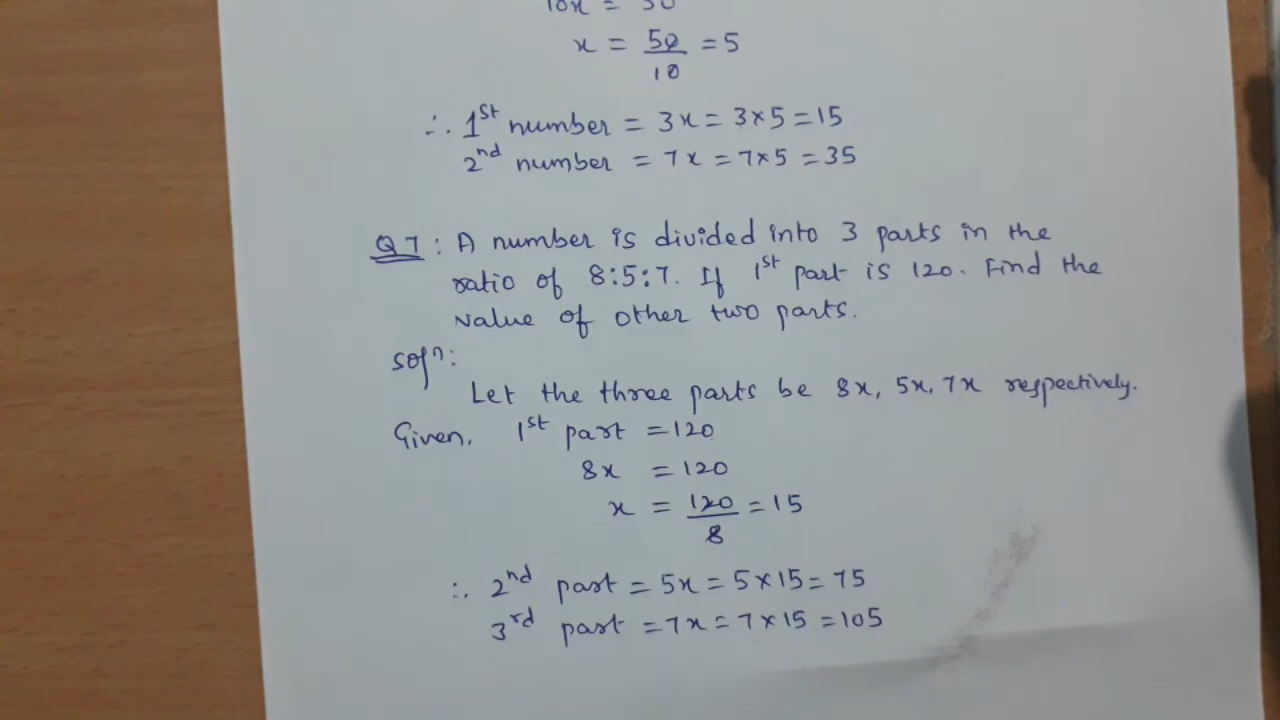 10x = 50
x = 50/10 = 5
∴ 1st number = 3x = 3×5 = 15
2nd number = 7x = 7×5 = 35
Q7: A number is divided into 3 parts in the
ratio of 8:5:7. If 1st part is 120. Find the
value of other two parts.
Soln:
Let the three parts be 8x, 5x, 7x respectively.
Given, 1st part = 120
8x = 120
x = 120/8 = 15
∴ 2nd part = 5x = 5×15 = 75
3rd part = 7x = 7×15 = 105